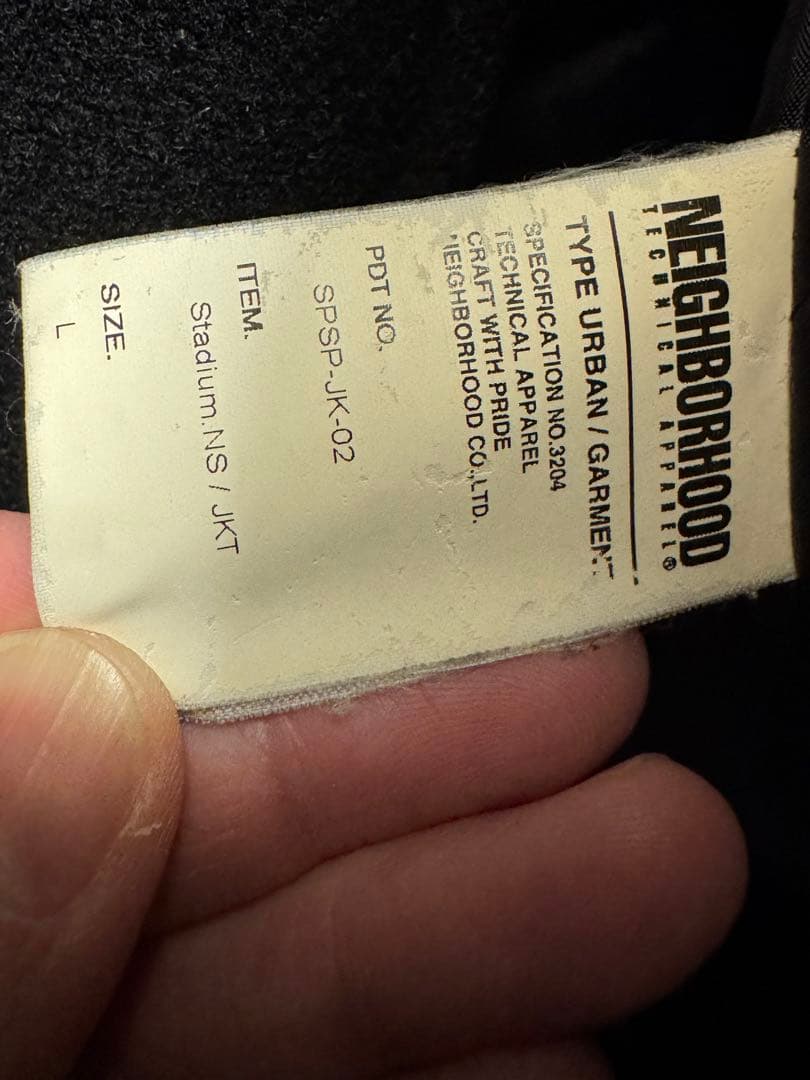 NEIGHBORHOOD
TECHNICAL APPAREL®
TYPE URBAN / GARMENT
SPECIFICATION NO.3204
TECHNICAL APPAREL
CRAFT WITH PRIDE
NEIGHBORHOOD CO.,LTD.
PDT NO.
SPSP-JK-02
ITEM.
Stadium.NS / JKT
SIZE.
L